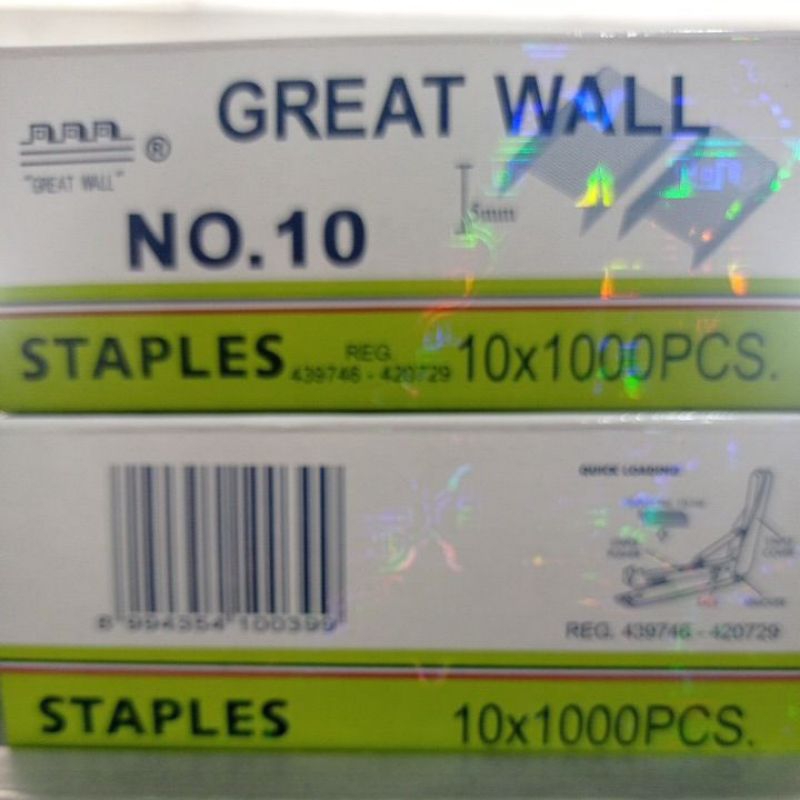 GREAT WALL
®
"GREAT WALL"
5mm
NO.10
STAPLES
REG.
439746 - 420729
10x1000PCS.
QUICK LOADING
8 994354 100399
REG. 439746 - 420729
STAPLES
10x1000PCS.